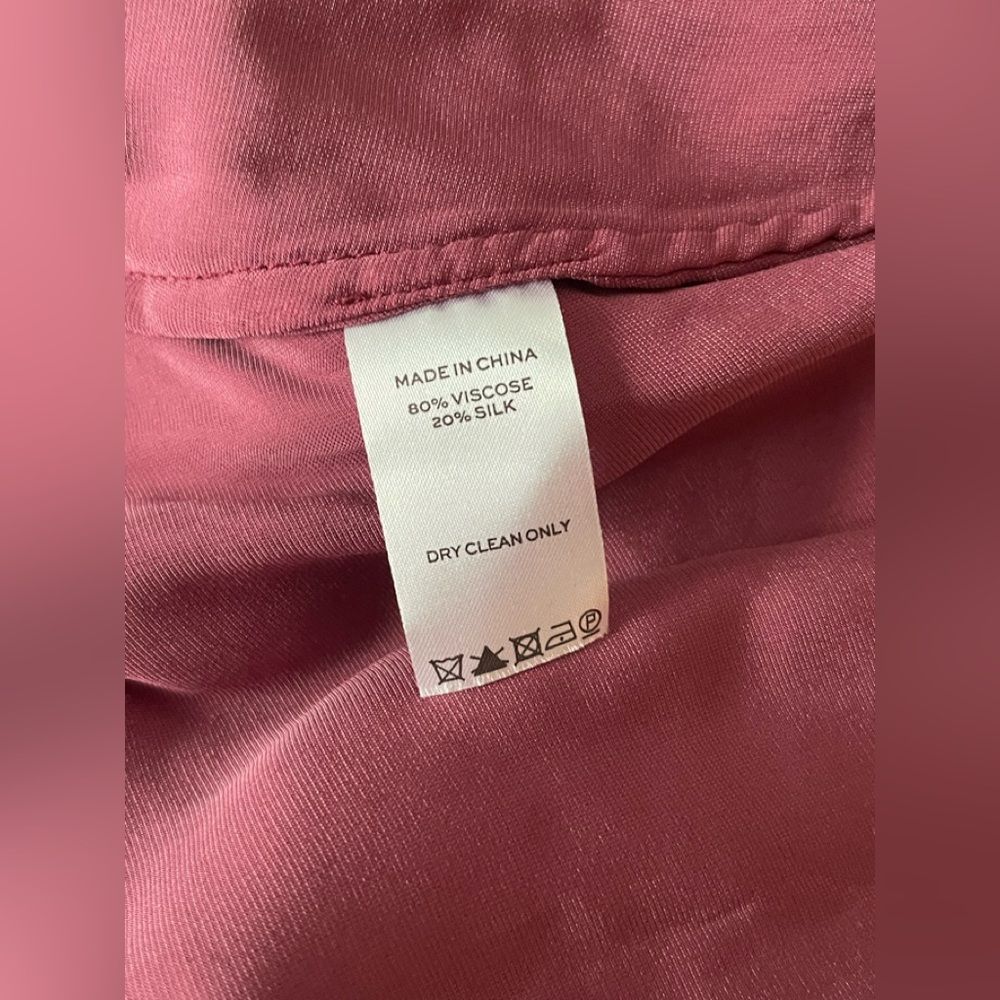 MADE IN CHINA
80% VISCOSE
20% SILK
DRY CLEAN ONLY
P